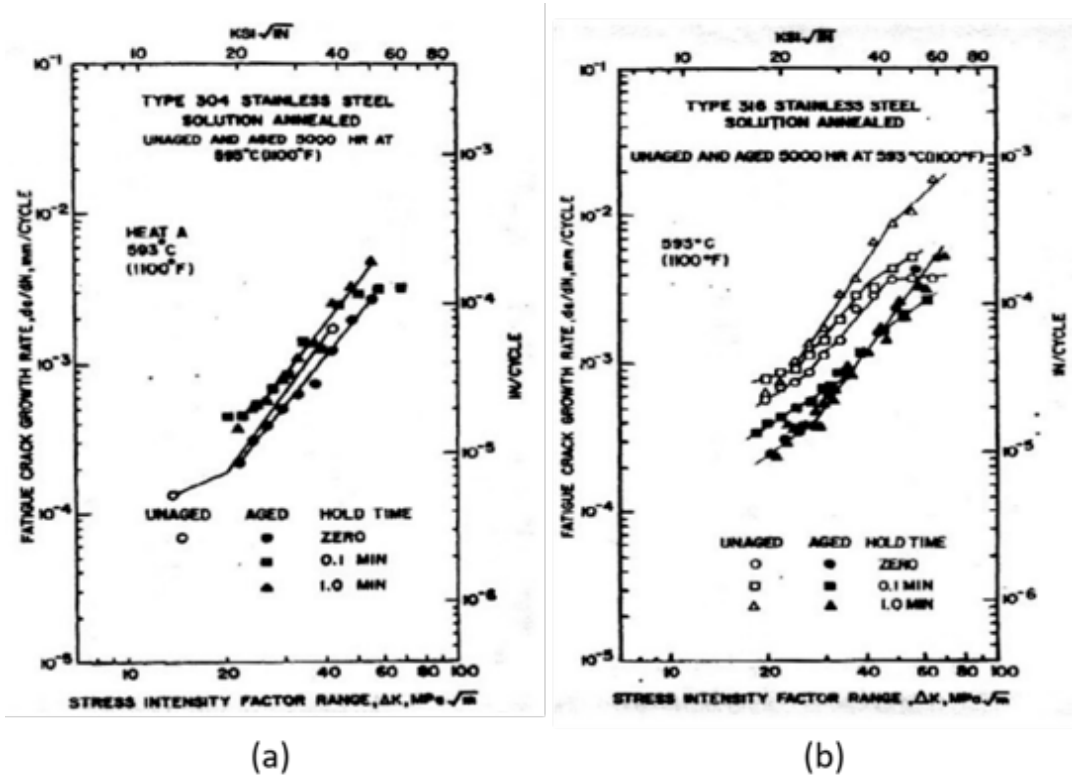 KSI·√IN
10 20 40 60 80
10⁻¹
TYPE 304 STAINLESS STEEL
SOLUTION ANNEALED
UNAGED AND AGED 5000 HR AT
593°C(1100°F)
10⁻³
10⁻²
HEAT A
593°C
(1100°F)
10⁻⁴
10⁻³
10⁻⁵
10⁻⁴
UNAGED AGED HOLD TIME
ZERO
0.1 MIN
1.0 MIN
10⁻⁶
10⁻⁵
10 20 40 60 80 100
FATIGUE CRACK GROWTH RATE, da/dN, mm/CYCLE
IN/CYCLE
STRESS INTENSITY FACTOR RANGE, ΔK, MPa·√m
(a)
KSI·√IN
10 20 40 60 80
10⁻¹
TYPE 316 STAINLESS STEEL
SOLUTION ANNEALED
UNAGED AND AGED 5000 HR AT 593°C(1100°F)
10⁻³
10⁻²
593°C
(1100°F)
10⁻⁴
10⁻³
10⁻⁵
10⁻⁴
UNAGED AGED HOLD TIME
ZERO
0.1 MIN
1.0 MIN
10⁻⁶
10⁻⁵
10 20 40 60 80 100
FATIGUE CRACK GROWTH RATE, da/dN, mm/CYCLE
IN/CYCLE
STRESS INTENSITY FACTOR RANGE, ΔK, MPa·√m
(b)